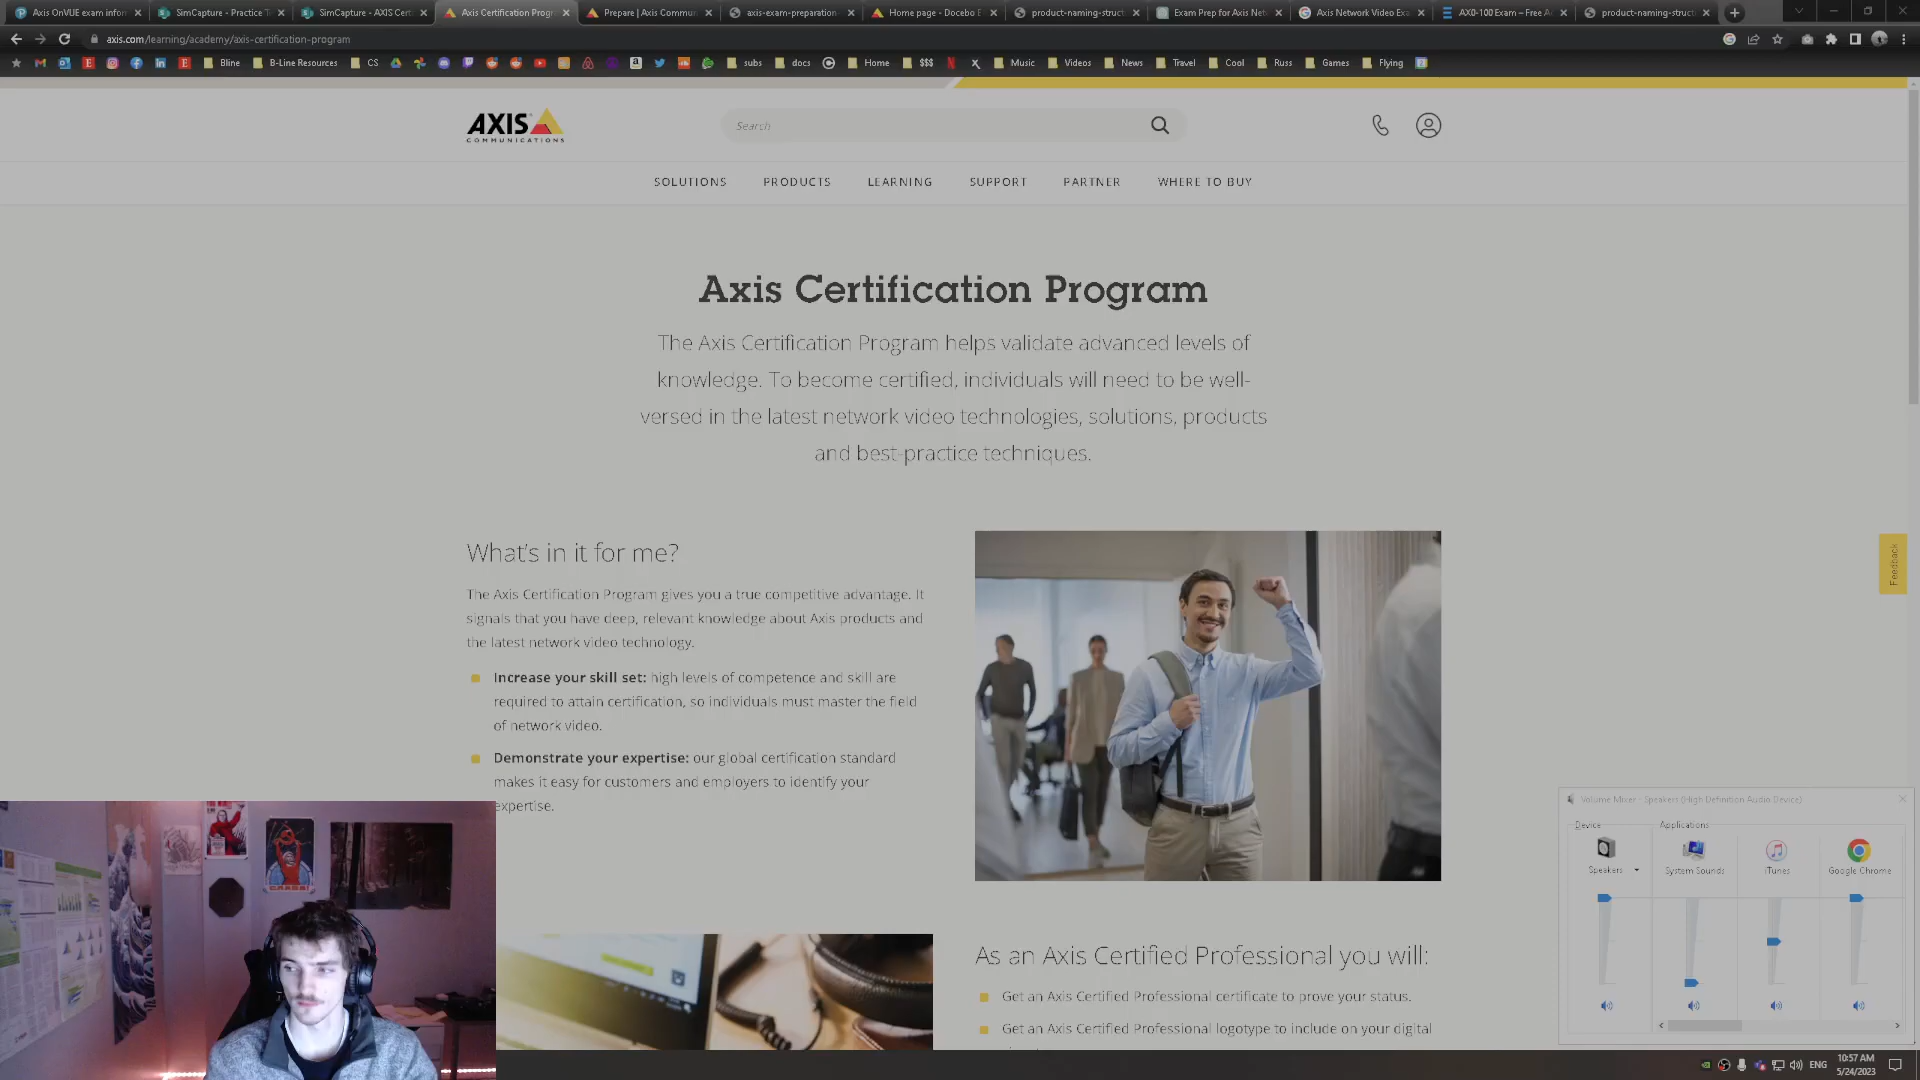 Axis OnVUE exam infor
SimCapture - Practice T
SimCapture - AXIS Cert
Axis Certification Progr
Prepare | Axis Commun
axis-exam-preparation-
Home page - Docebo E
product-naming-struct
Exam Prep for Axis Net
Axis Network Video Exa
AX0-100 Exam – Free A
product-naming-struct
axis.com/learning/academy/axis-certification-program
Bline
B-Line Resources
CS
subs
docs
Home
$$$
Music
Videos
News
Travel
Cool
Russ
Games
Flying
AXIS
COMMUNICATIONS
Search
SOLUTIONS
PRODUCTS
LEARNING
SUPPORT
PARTNER
WHERE TO BUY
Axis Certification Program
The Axis Certification Program helps validate advanced levels of
knowledge. To become certified, individuals will need to be well-
versed in the latest network video technologies, solutions, products
and best-practice techniques.
What's in it for me?
The Axis Certification Program gives you a true competitive advantage. It
signals that you have deep, relevant knowledge about Axis products and
the latest network video technology.
Increase your skill set: high levels of competence and skill are
required to attain certification, so individuals must master the field
of network video.
Demonstrate your expertise: our global certification standard
makes it easy for customers and employers to identify your
expertise.
Feedback
As an Axis Certified Professional you will:
Get an Axis Certified Professional certificate to prove your status.
Get an Axis Certified Professional logotype to include on your digital
Volume Mixer - Speakers (High Definition Audio Device)
Device
Applications
Speakers
System Sounds
iTunes
Google Chrome
ENG
10:57 AM
5/24/2023